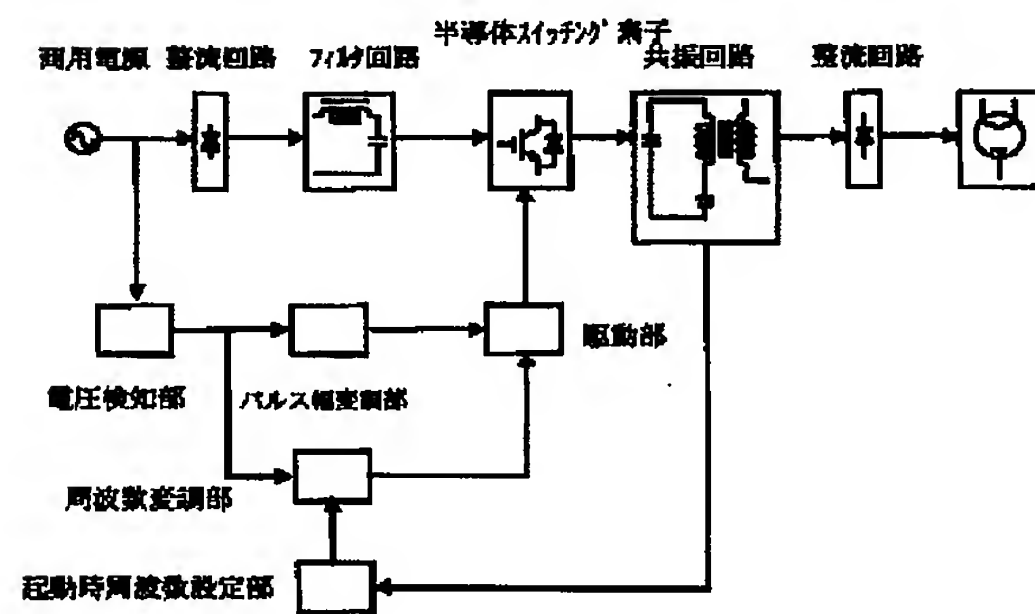 半導体スイッチング素子
商用電源 整流回路 フィルタ回路 共振回路 整流回路
駆動部
電圧検知部 パルス幅変調部
周波数変調部
起動時周波数設定部